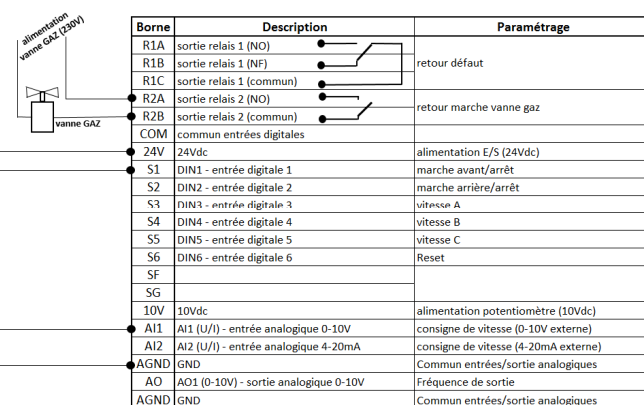 alimentation
vanne GAZ (230V)
vanne GAZ
Borne Description Paramétrage
R1A sortie relais 1 (NO)
R1B sortie relais 1 (NF) retour défaut
R1C sortie relais 1 (commun)
R2A sortie relais 2 (NO)
retour marche vanne gaz
R2B sortie relais 2 (commun)
COM commun entrées digitales
24V 24Vdc alimentation E/S (24Vdc)
S1 DIN1 - entrée digitale 1 marche avant/arrêt
S2 DIN2 - entrée digitale 2 marche arrière/arrêt
S3 DIN3 - entrée digitale 3 vitesse A
S4 DIN4 - entrée digitale 4 vitesse B
S5 DIN5 - entrée digitale 5 vitesse C
S6 DIN6 - entrée digitale 6 Reset
SF
SG
10V 10Vdc alimentation potentiomètre (10Vdc)
AI1 AI1 (U/I) - entrée analogique 0-10V consigne de vitesse (0-10V externe)
AI2 AI2 (U/I) - entrée analogique 4-20mA consigne de vitesse (4-20mA externe)
AGND GND Commun entrées/sortie analogiques
AO AO1 (0-10V) - sortie analogique 0-10V Fréquence de sortie
AGND GND Commun entrées/sortie analogiques